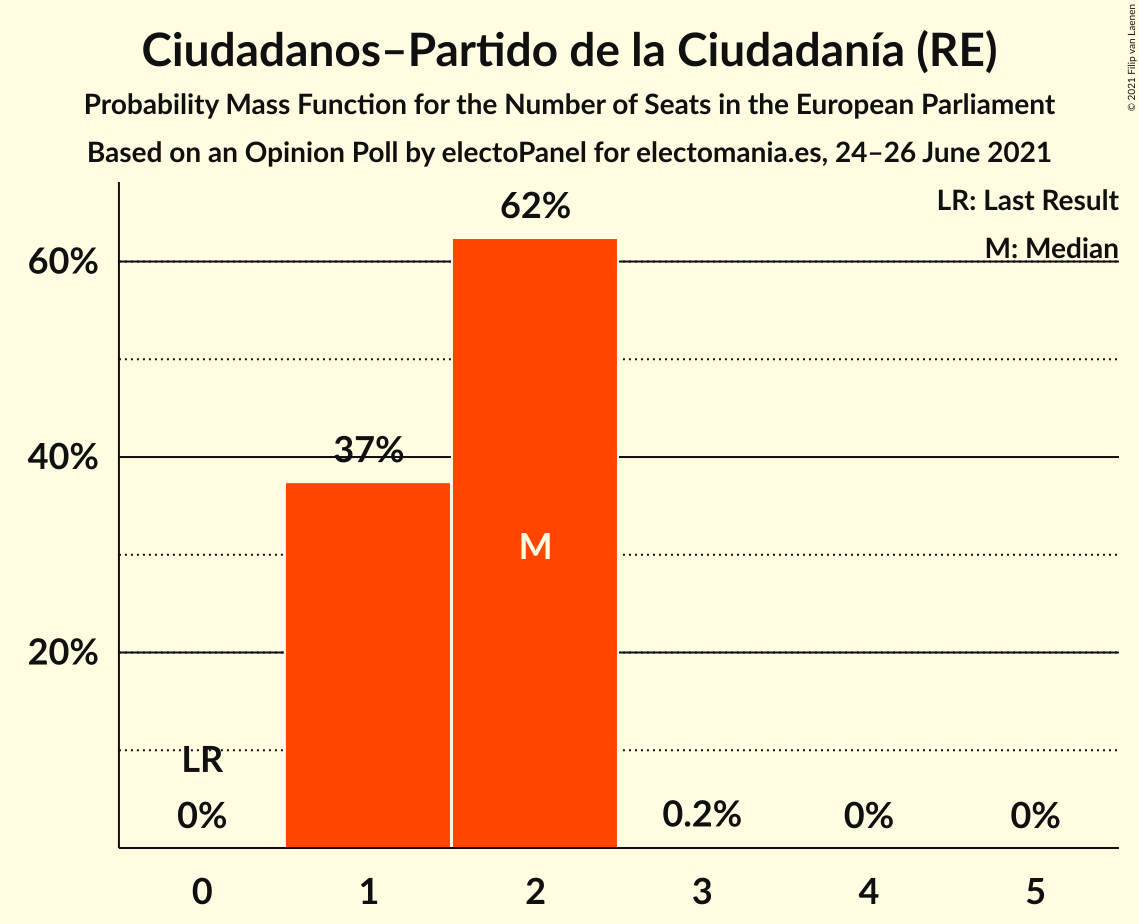 Ciudadanos–Partido de la Ciudadanía (RE)
Probability Mass Function for the Number of Seats in the European Parliament
Based on an Opinion Poll by electoPanel for electomania.es, 24–26 June 2021
© 2021 Filip van Laenen
LR: Last Result
M: Median
62%
60%
40%
37%
M
20%
LR
0%
0.2%
0%
0%
0 1 2 3 4 5